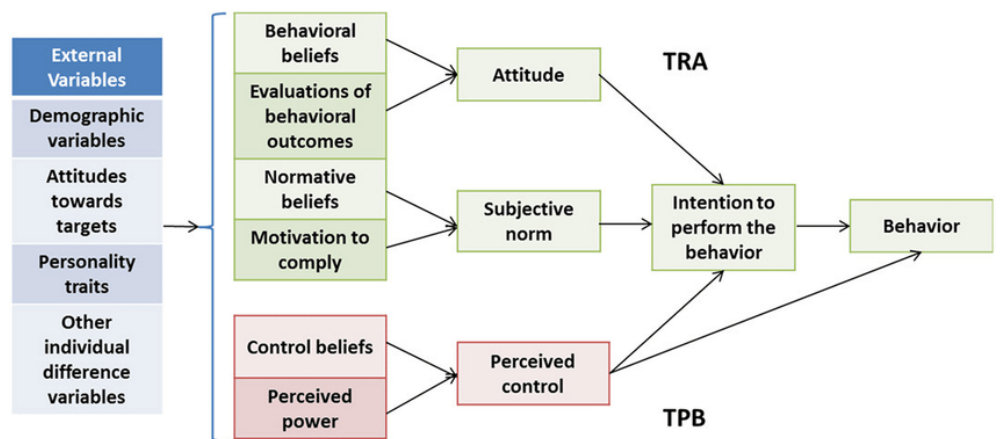 External
Variables
Demographic
variables
Attitudes
towards
targets
Personality
traits
Other
individual
difference
variables
Behavioral
beliefs
Evaluations of
behavioral
outcomes
Normative
beliefs
Motivation to
comply
Control beliefs
Perceived
power
Attitude
Subjective
norm
Perceived
control
TRA
Intention to
perform the
behavior
Behavior
TPB